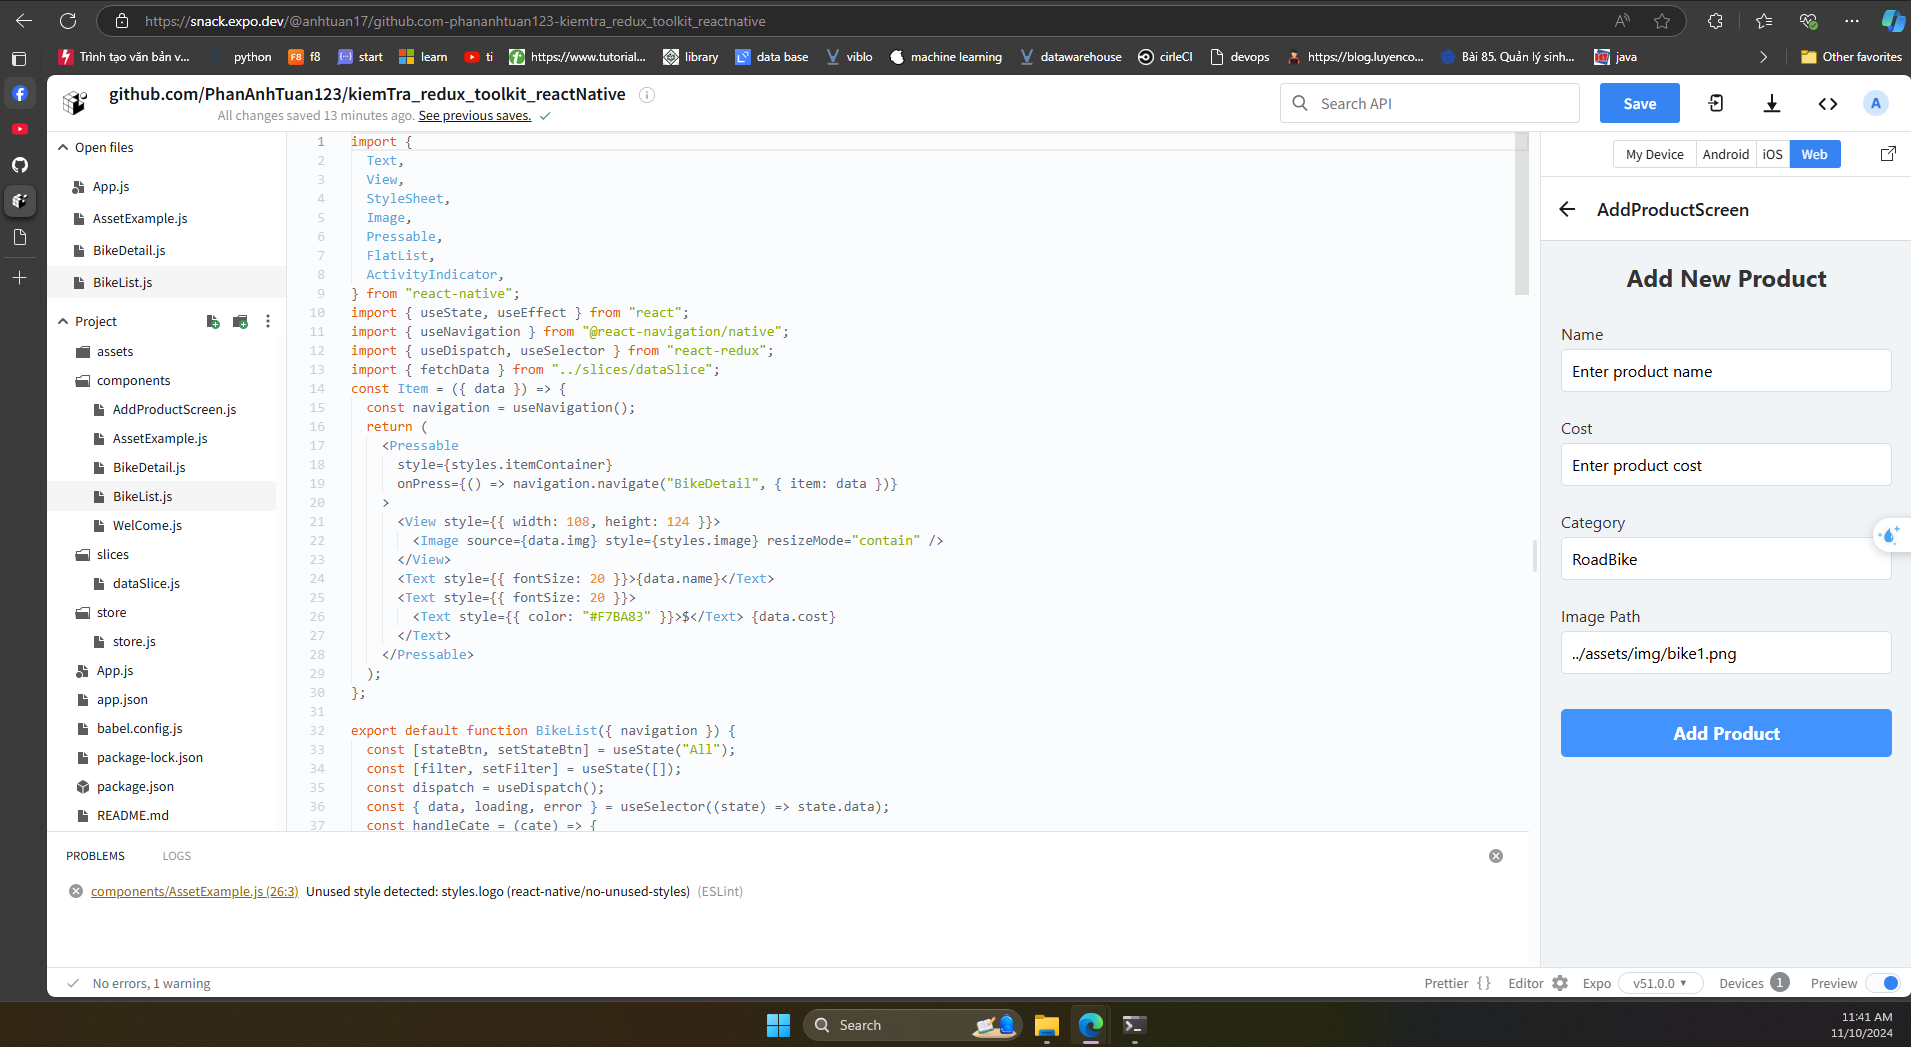 https://snack.expo.dev/@anhtuan17/github.com-phananhtuan123-kiemtra_redux_toolkit_reactnative
Trình tạo văn bản v...
python
F8 f8
start
learn
ti
https://www.tutorial...
library
data base
viblo
machine learning
datawarehouse
cirleCI
devops
https://blog.luyenco...
Bài 85. Quản lý sinh...
java
Other favorites
github.com/PhanAnhTuan123/kiemTra_redux_toolkit_reactNative
All changes saved 13 minutes ago. See previous saves.
Search API
Save
A
Open files
App.js
AssetExample.js
BikeDetail.js
BikeList.js
Project
assets
components
AddProductScreen.js
AssetExample.js
BikeDetail.js
BikeList.js
WelCome.js
slices
dataSlice.js
store
store.js
App.js
app.json
babel.config.js
package-lock.json
package.json
README.md
1 import {
2 Text,
3 View,
4 StyleSheet,
5 Image,
6 Pressable,
7 FlatList,
8 ActivityIndicator,
9 } from "react-native";
10 import { useState, useEffect } from "react";
11 import { useNavigation } from "@react-navigation/native";
12 import { useDispatch, useSelector } from "react-redux";
13 import { fetchData } from "../slices/dataSlice";
14 const Item = ({ data }) => {
15 const navigation = useNavigation();
16 return (
17 <Pressable
18 style={styles.itemContainer}
19 onPress={() => navigation.navigate("BikeDetail", { item: data })}
20 >
21 <View style={{ width: 108, height: 124 }}>
22 <Image source={data.img} style={styles.image} resizeMode="contain" />
23 </View>
24 <Text style={{ fontSize: 20 }}>{data.name}</Text>
25 <Text style={{ fontSize: 20 }}>
26 <Text style={{ color: "#F7BA83" }}>$</Text> {data.cost}
27 </Text>
28 </Pressable>
29 );
30 };
31
32 export default function BikeList({ navigation }) {
33 const [stateBtn, setStateBtn] = useState("All");
34 const [filter, setFilter] = useState([]);
35 const dispatch = useDispatch();
36 const { data, loading, error } = useSelector((state) => state.data);
37 const handleCate = (cate) => {
My Device
Android
iOS
Web
AddProductScreen
Add New Product
Name
Enter product name
Cost
Enter product cost
Category
RoadBike
Image Path
../assets/img/bike1.png
Add Product
PROBLEMS
LOGS
components/AssetExample.js (26:3) Unused style detected: styles.logo (react-native/no-unused-styles) (ESLint)
No errors, 1 warning
Prettier { }
Editor
Expo
v51.0.0
Devices 1
Preview
Search
11:41 AM
11/10/2024